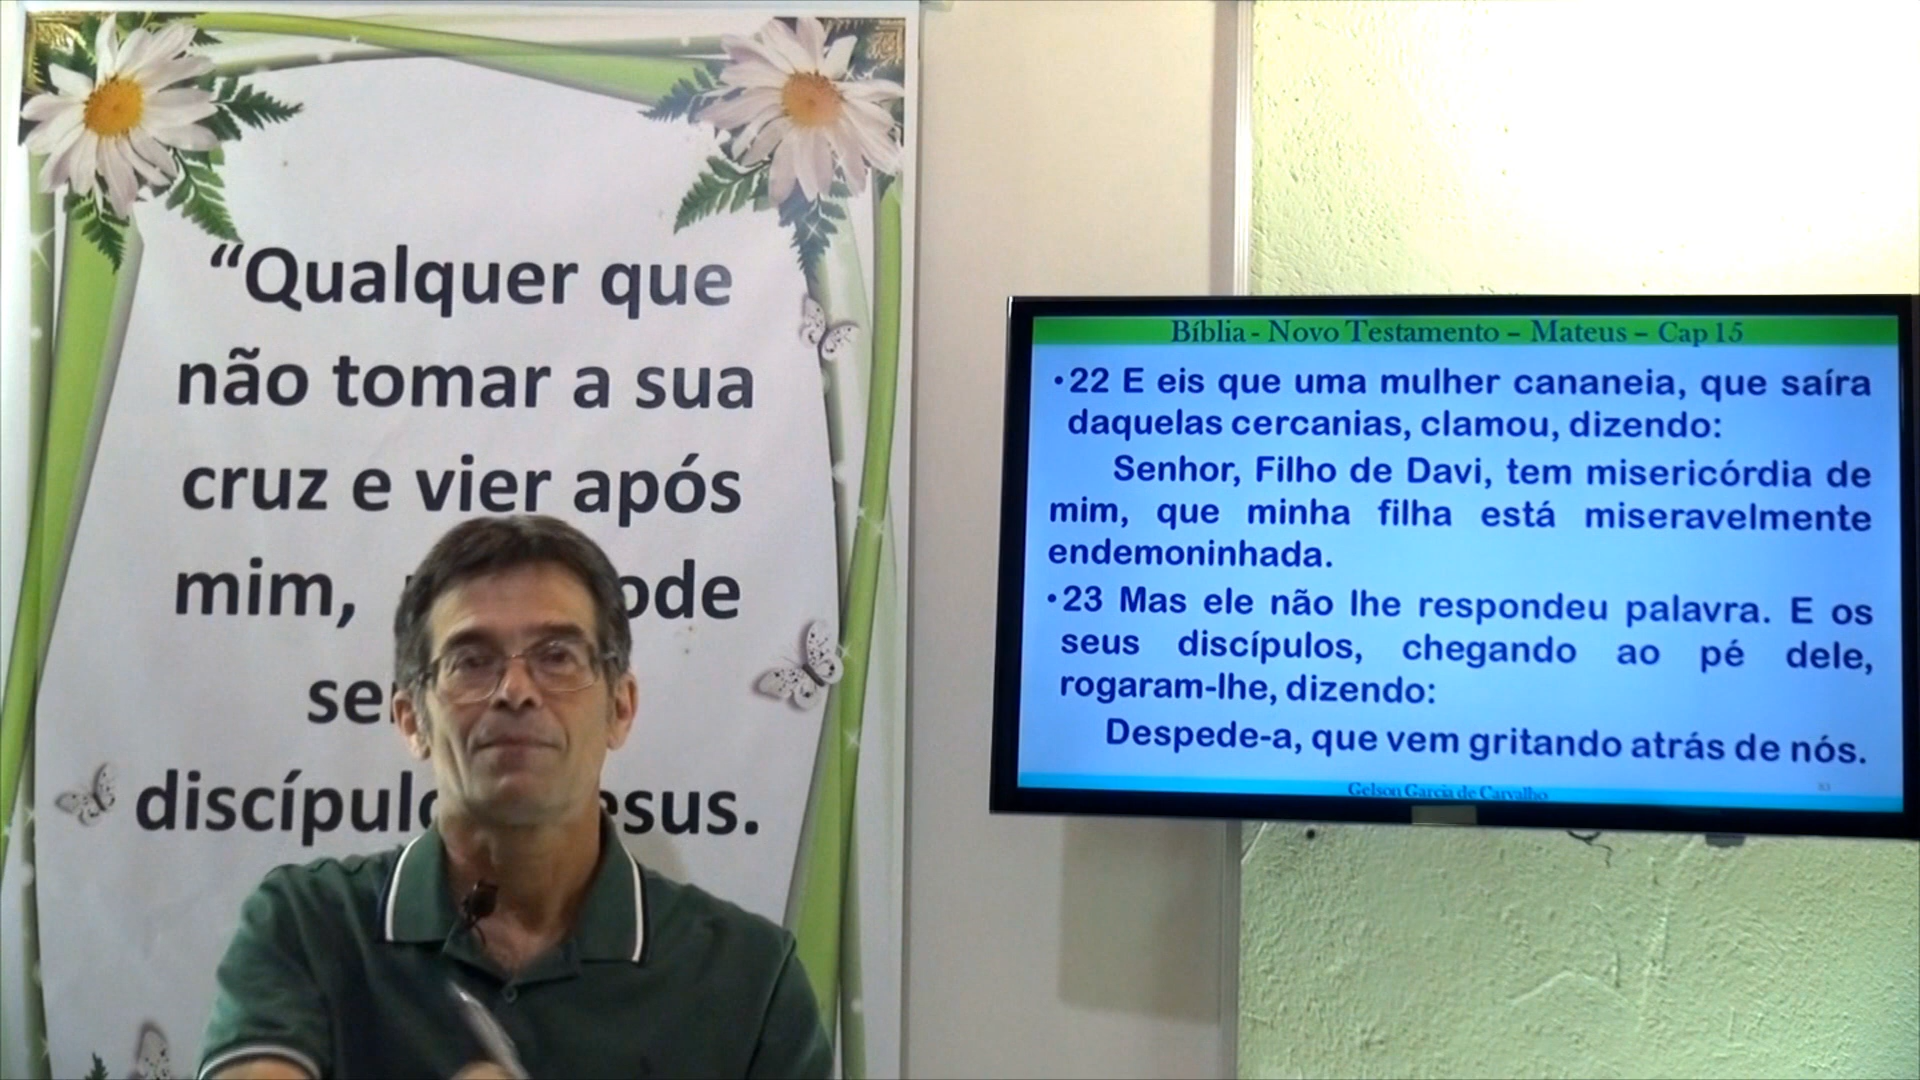 “Qualquer que
não tomar a sua
cruz e vier após
mim, ode
se
discípul esus.
Bíblia - Novo Testamento – Mateus – Cap 15
•22 E eis que uma mulher cananeia, que saíra
daquelas cercanias, clamou, dizendo:
Senhor, Filho de Davi, tem misericórdia de
mim, que minha filha está miseravelmente
endemoninhada.
•23 Mas ele não lhe respondeu palavra. E os
seus discípulos, chegando ao pé dele,
rogaram-lhe, dizendo:
Despede-a, que vem gritando atrás de nós.
Gelson Garcia de Carvalho